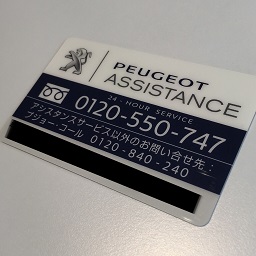 PEUGEOT
ASSISTANCE
24-HOUR SERVICE
0120-550-747
アシスタンスサービス以外のお問い合せ先:
プジョー・コール 0120-840-240